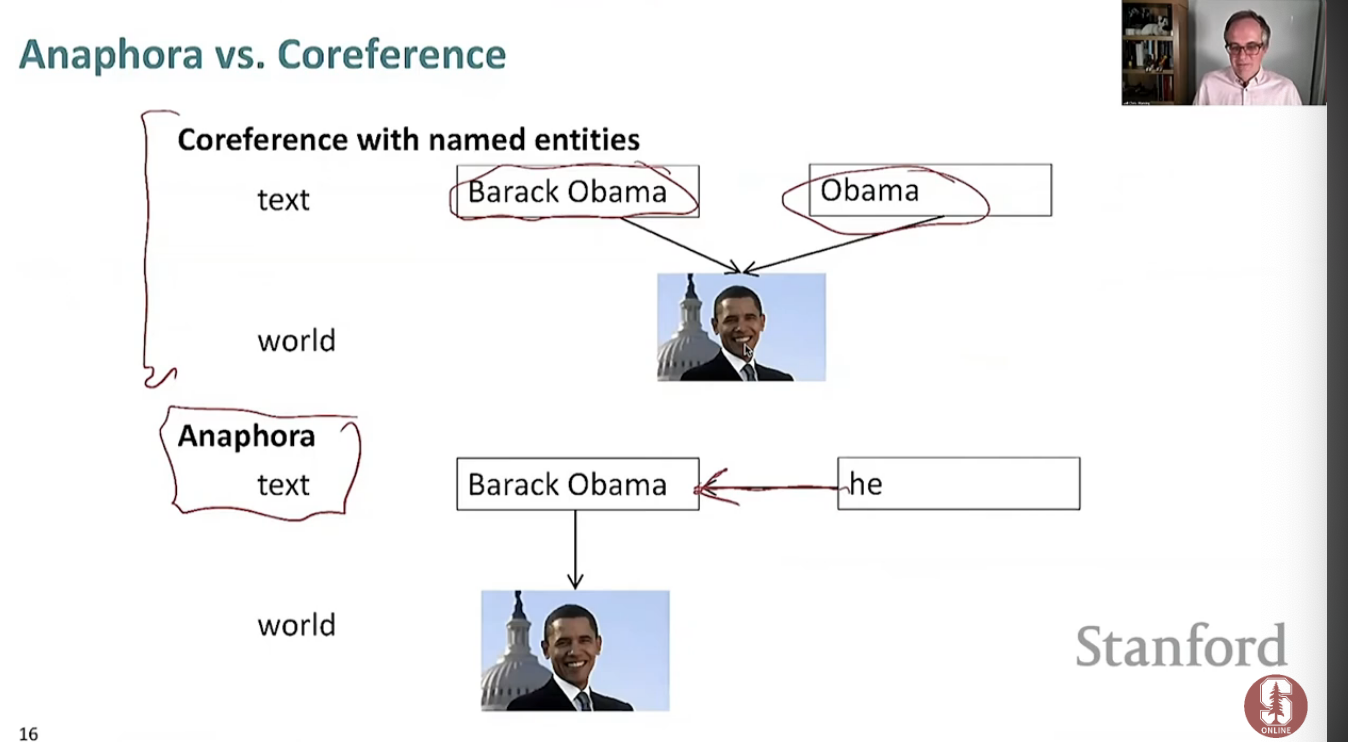 Anaphora vs. Coreference
Coreference with named entities
text
Barack Obama
Obama
world
Anaphora
text
Barack Obama
he
world
Stanford
S
ONLINE
16